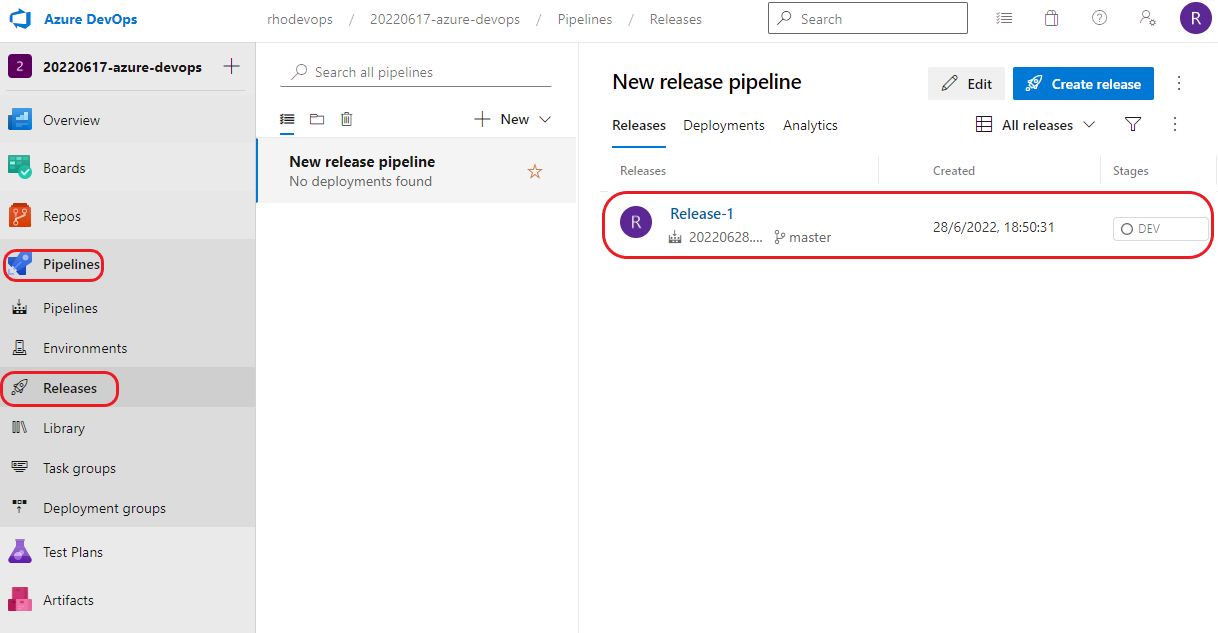 Azure DevOps
rhodevops / 20220617-azure-devops / Pipelines / Releases
Search
R
2 20220617-azure-devops
Overview
Boards
Repos
Pipelines
Pipelines
Environments
Releases
Library
Task groups
Deployment groups
Test Plans
Artifacts
Search all pipelines
New
New release pipeline
No deployments found
New release pipeline
Edit
Create release
Releases Deployments Analytics
All releases
Releases Created Stages
R
Release-1
20220628.... master
28/6/2022, 18:50:31
DEV